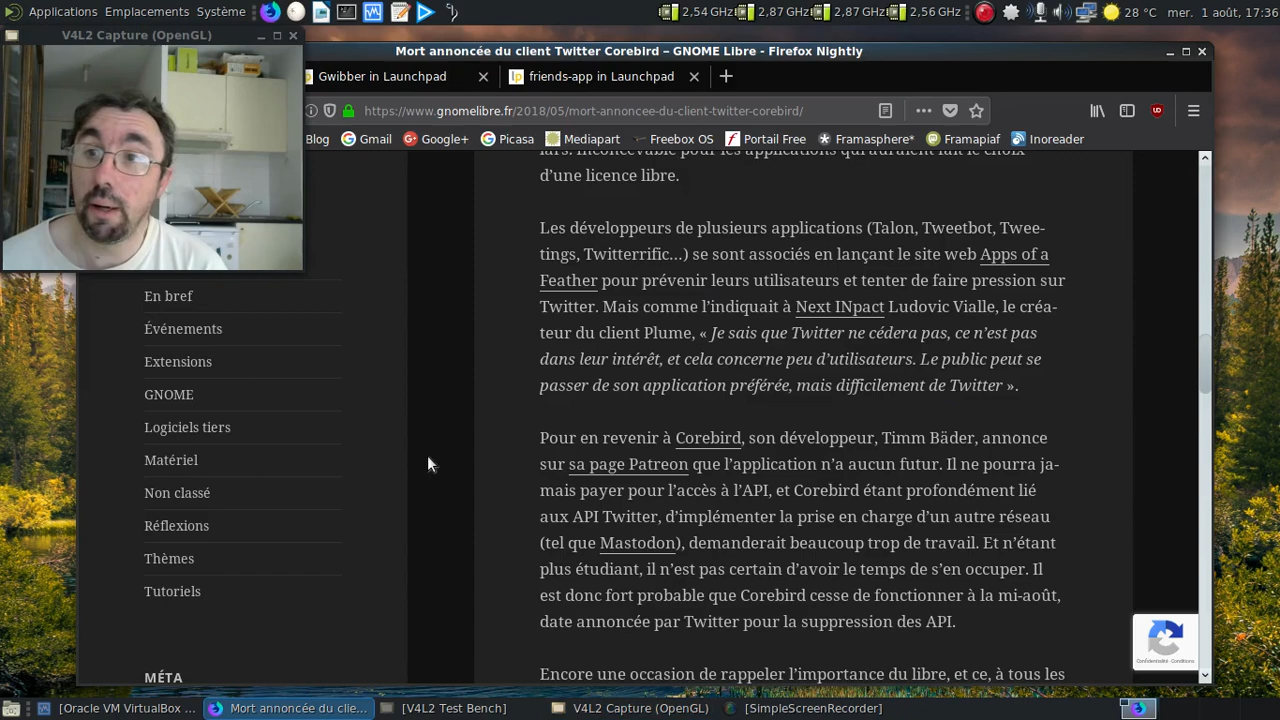 Applications Emplacements Système 2,54 GHz 2,87 GHz 2,87 GHz 2,56 GHz 28 °C mer. 1 août, 17:36
V4L2 Capture (OpenGL)
Mort annoncée du client Twitter Corebird – GNOME Libre - Firefox Nightly
Gwibber in Launchpad friends-app in Launchpad
https://www.gnomelibre.fr/2018/05/mort-annoncee-du-client-twitter-corebird/
Blog Gmail Google+ Picasa Mediapart Freebox OS Portail Free Framasphere* Framapiaf Inoreader
lars. Inconcevable pour les applications qui auraient fait le choix
d’une licence libre.
Les développeurs de plusieurs applications (Talon, Tweetbot, Twee-
tings, Twitterrific…) se sont associés en lançant le site web Apps of a
Feather pour prévenir leurs utilisateurs et tenter de faire pression sur
Twitter. Mais comme l’indiquait à Next INpact Ludovic Vialle, le créa-
teur du client Plume, « Je sais que Twitter ne cédera pas, ce n’est pas
dans leur intérêt, et cela concerne peu d’utilisateurs. Le public peut se
passer de son application préférée, mais difficilement de Twitter ».
Pour en revenir à Corebird, son développeur, Timm Bäder, annonce
sur sa page Patreon que l’application n’a aucun futur. Il ne pourra ja-
mais payer pour l’accès à l’API, et Corebird étant profondément lié
aux API Twitter, d’implémenter la prise en charge d’un autre réseau
(tel que Mastodon), demanderait beaucoup trop de travail. Et n’étant
plus étudiant, il n’est pas certain d’avoir le temps de s’en occuper. Il
est donc fort probable que Corebird cesse de fonctionner à la mi-août,
date annoncée par Twitter pour la suppression des API.
Encore une occasion de rappeler l’importance du libre, et ce, à tous les
En bref
Événements
Extensions
GNOME
Logiciels tiers
Matériel
Non classé
Réflexions
Thèmes
Tutoriels
MÉTA
Confidentialité - Conditions
[Oracle VM VirtualBox ... Mort annoncée du clie... [V4L2 Test Bench] V4L2 Capture (OpenGL) [SimpleScreenRecorder]